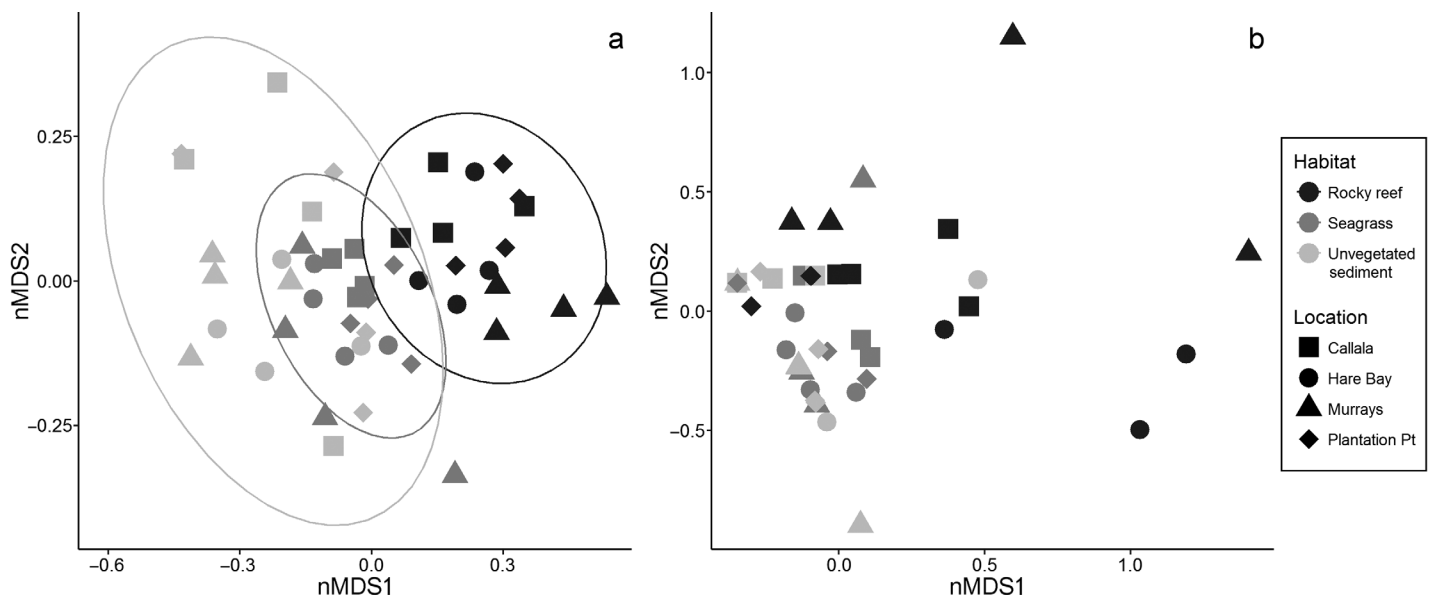 a
0.25
0.00
−0.25
nMDS2
−0.6
−0.3
0.0
0.3
nMDS1
b
1.0
0.5
0.0
−0.5
nMDS2
0.0
0.5
1.0
nMDS1
Habitat
Rocky reef
Seagrass
Unvegetated
sediment
Location
Callala
Hare Bay
Murrays
Plantation Pt